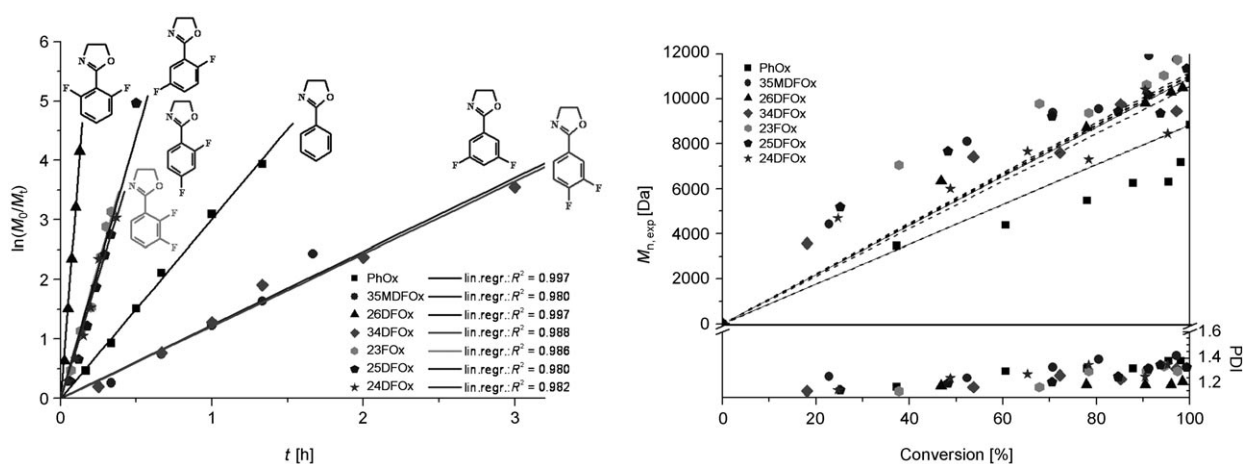 6
5
4
3
2
1
0
ln(M0/Mt)
0
1
2
3
t [h]
N
O
F
F
N
O
F
F
N
O
F
F
N
O
F
F
N
O
N
O
F
F
N
O
F
F
PhOx lin.regr.: R² = 0.997
35MDFOx lin.regr.: R² = 0.980
26DFOx lin.regr.: R² = 0.997
34DFOx lin.regr.: R² = 0.988
23FOx lin.regr.: R² = 0.986
25DFOx lin.regr.: R² = 0.980
24DFOx lin.regr.: R² = 0.982
12000
10000
8000
6000
4000
2000
0
Mn, exp [Da]
PhOx
35MDFOx
26DFOx
34DFOx
23FOx
25DFOx
24DFOx
1.6
1.4
1.2
PDI
20
40
60
80
100
Conversion [%]